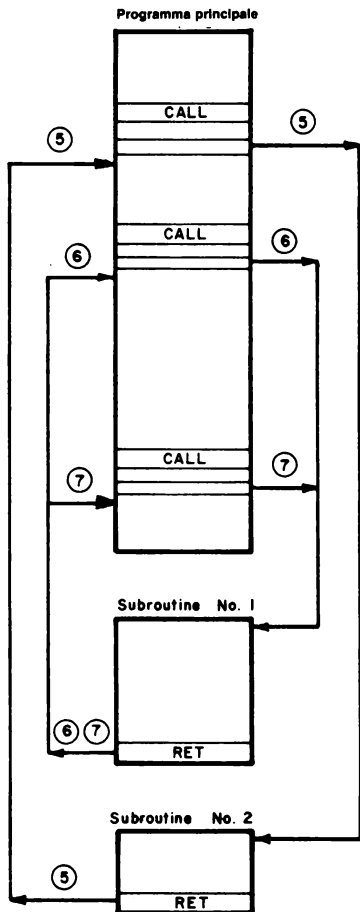 Programma principale
CALL
⑤ ⑤
CALL
⑥ ⑥
CALL
⑦ ⑦
Subroutine No. 1
⑥ ⑦
RET
Subroutine No. 2
⑤
RET